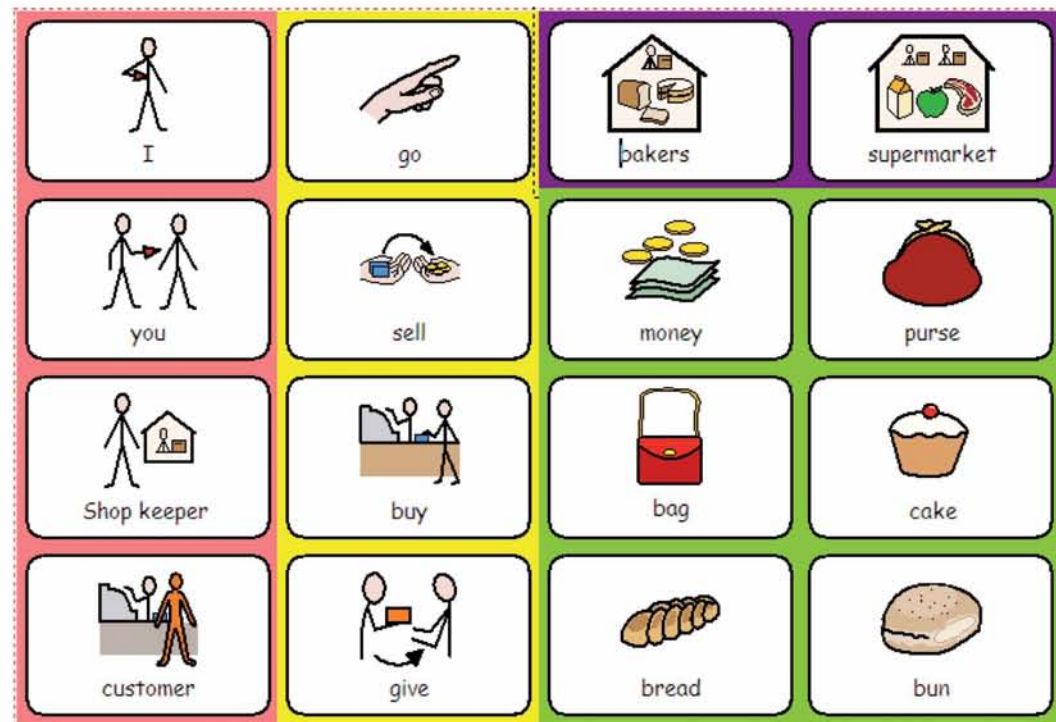 I
go
bakers
supermarket
you
sell
money
purse
Shop keeper
buy
bag
cake
customer
give
bread
bun